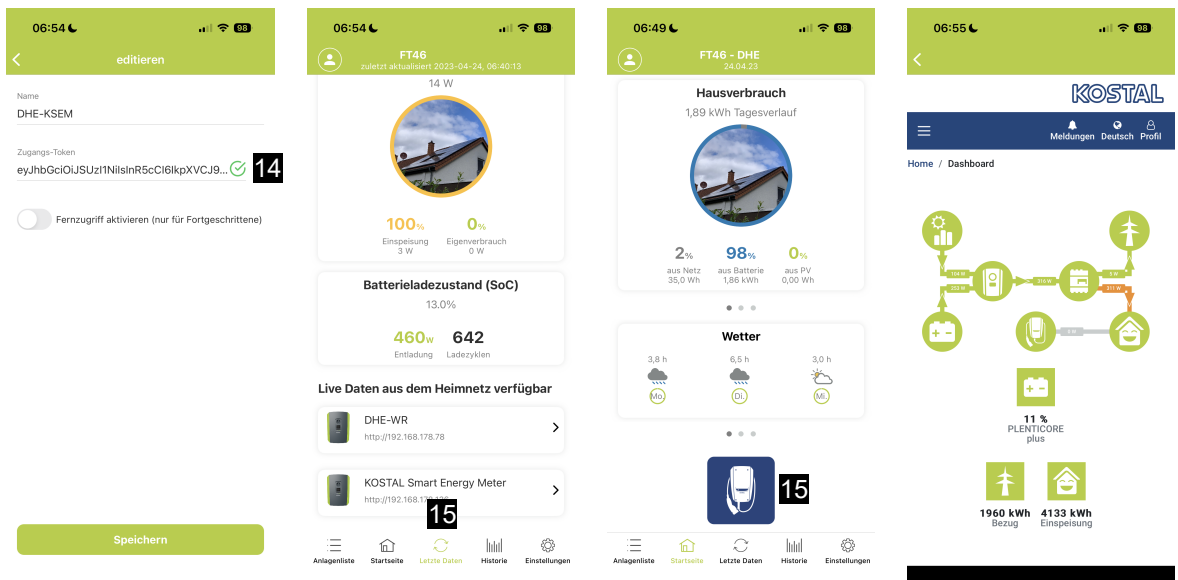 06:54
98
editieren
Name
DHE-KSEM
Zugangs-Token
eyJhbGciOiJSUzI1NiIsInR5cCI6IkpXVCJ9...
14
Fernzugriff aktivieren (nur für Fortgeschrittene)
Speichern
06:54
98
FT46
zuletzt aktualisiert 2023-04-24, 06:40:13
14 W
100% 0%
Einspeisung Eigenverbrauch
3 W 0 W
Batterieladezustand (SoC)
13.0%
460W 642
Entladung Ladezyklen
Live Daten aus dem Heimnetz verfügbar
DHE-WR
http://192.168.178.78
KOSTAL Smart Energy Meter
15
Anlagenliste Startseite Letzte Daten Historie Einstellungen
06:49
98
FT46 - DHE
24.04.23
Hausverbrauch
1,89 kWh Tagesverlauf
2% 98% 0%
aus Netz aus Batterie aus PV
35,0 Wh 1,86 kWh 0,00 Wh
Wetter
3,8 h 6,5 h 3,0 h
Mo. Di. Mi.
15
Anlagenliste Startseite Letzte Daten Historie Einstellungen
06:55
98
KOSTAL
Meldungen Deutsch Profil
Home / Dashboard
11 %
PLENTICORE
plus
1960 kWh 4133 kWh
Bezug Einspeisung